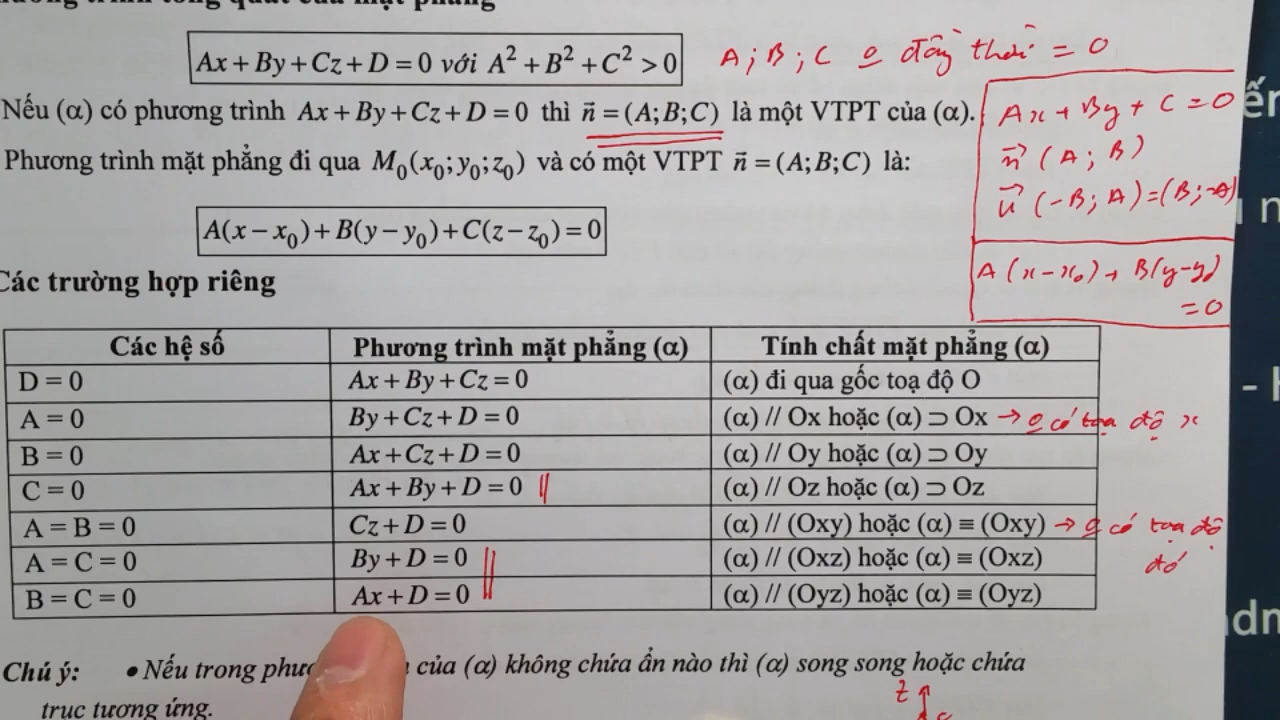 Ax + By + Cz + D = 0 với A² + B² + C² > 0
A; B; C o đồng thời = 0
Nếu (α) có phương trình Ax + By + Cz + D = 0 thì n⃗ = (A; B; C) là một VTPT của (α).
Ax + By + C = 0
n⃗ (A; B)
u⃗ (-B; A) = (B; -A)
Phương trình mặt phẳng đi qua M₀(x₀; y₀; z₀) và có một VTPT n⃗ = (A; B; C) là:
A(x − x₀) + B(y − y₀) + C(z − z₀) = 0
A(x - x₀) + B(y - y₀)
= 0
Các trường hợp riêng
Các hệ số Phương trình mặt phẳng (α) Tính chất mặt phẳng (α)
D = 0 Ax + By + Cz = 0 (α) đi qua gốc toạ độ O
A = 0 By + Cz + D = 0 (α) // Ox hoặc (α) ⊃ Ox → o có toạ độ x
B = 0 Ax + Cz + D = 0 (α) // Oy hoặc (α) ⊃ Oy
C = 0 Ax + By + D = 0 (α) // Oz hoặc (α) ⊃ Oz
A = B = 0 Cz + D = 0 (α) // (Oxy) hoặc (α) ≡ (Oxy) → o có toạ độ
đó
A = C = 0 By + D = 0 (α) // (Oxz) hoặc (α) ≡ (Oxz)
B = C = 0 Ax + D = 0 (α) // (Oyz) hoặc (α) ≡ (Oyz)
Chú ý: • Nếu trong của (α) không chứa ẩn nào thì (α) song song hoặc chứa
trục tương ứng.
z